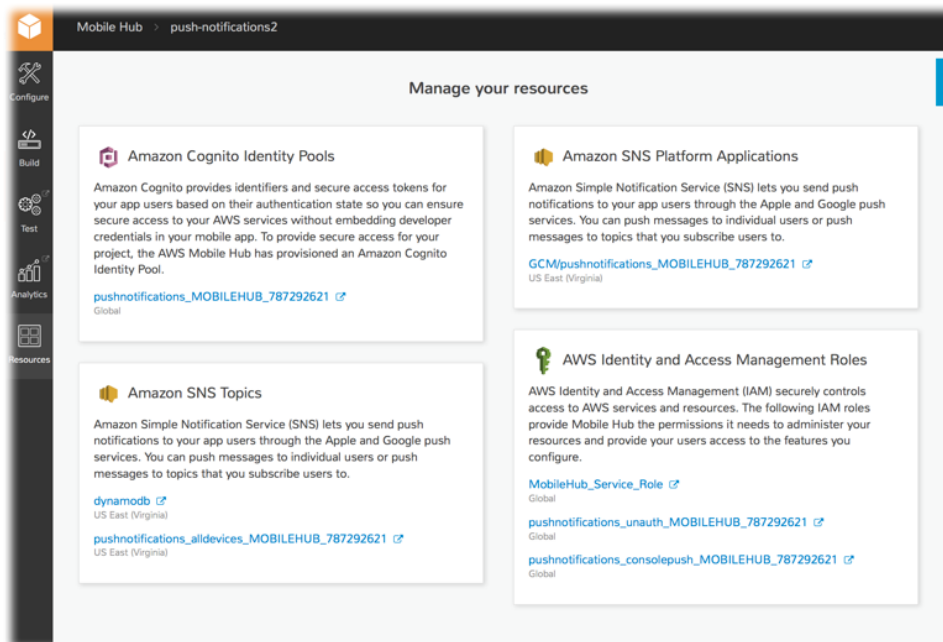 Mobile Hub > push-notifications2
Configure
Build
Test
Analytics
Resources
Manage your resources
Amazon Cognito Identity Pools
Amazon Cognito provides identifiers and secure access tokens for
your app users based on their authentication state so you can ensure
secure access to your AWS services without embedding developer
credentials in your mobile app. To provide secure access for your
project, the AWS Mobile Hub has provisioned an Amazon Cognito
Identity Pool.
pushnotifications_MOBILEHUB_787292621
Global
Amazon SNS Topics
Amazon Simple Notification Service (SNS) lets you send push
notifications to your app users through the Apple and Google push
services. You can push messages to individual users or push
messages to topics that you subscribe users to.
dynamodb
US East (Virginia)
pushnotifications_alldevices_MOBILEHUB_787292621
US East (Virginia)
Amazon SNS Platform Applications
Amazon Simple Notification Service (SNS) lets you send push
notifications to your app users through the Apple and Google push
services. You can push messages to individual users or push
messages to topics that you subscribe users to.
GCM/pushnotifications_MOBILEHUB_787292621
US East (Virginia)
AWS Identity and Access Management Roles
AWS Identity and Access Management (IAM) securely controls
access to AWS services and resources. The following IAM roles
provide Mobile Hub the permissions it needs to administer your
resources and provide your users access to the features you
configure.
MobileHub_Service_Role
Global
pushnotifications_unauth_MOBILEHUB_787292621
Global
pushnotifications_consolepush_MOBILEHUB_787292621
Global